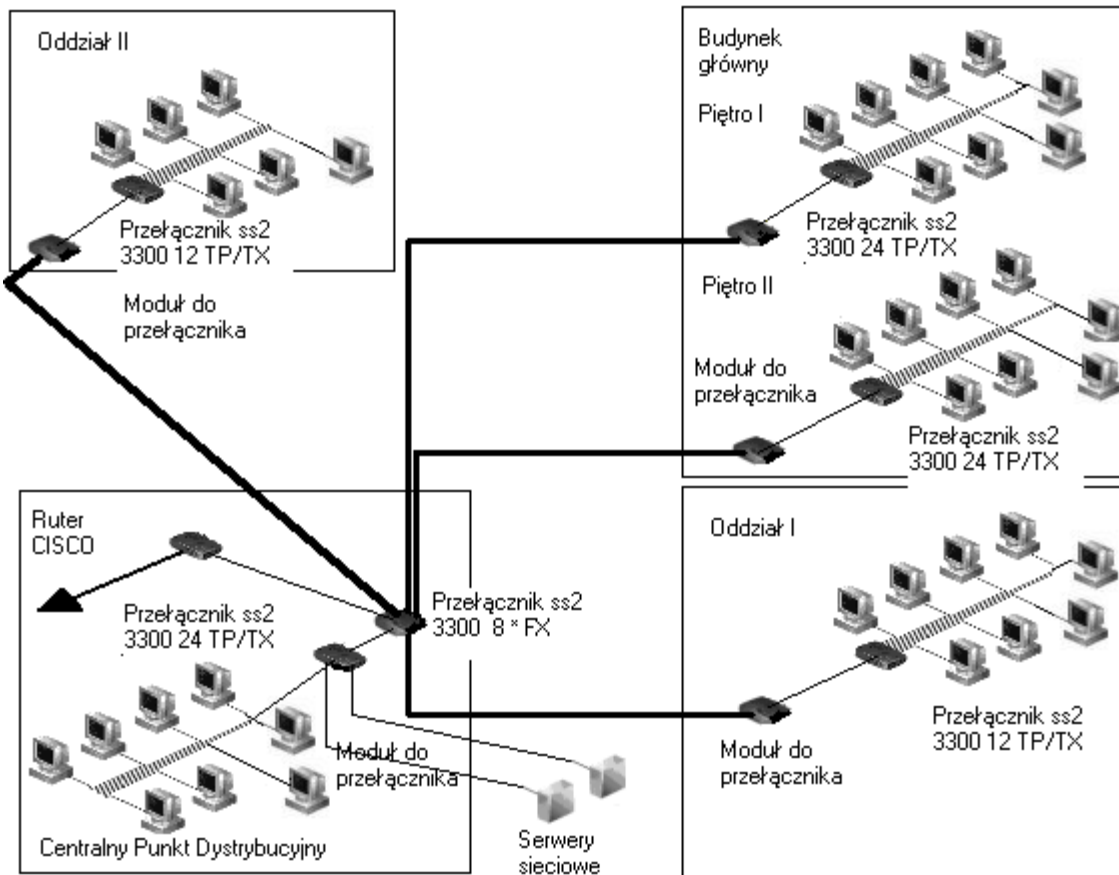 Oddział II
Przełącznik ss2
3300 12 TP/TX
Moduł do
przełącznika
Budynek
główny
Piętro I
Przełącznik ss2
3300 24 TP/TX
Piętro II
Moduł do
przełącznika
Przełącznik ss2
3300 24 TP/TX
Ruter
CISCO
Przełącznik ss2
3300 24 TP/TX
Przełącznik ss2
3300 8 * FX
Moduł do
przełącznika
Centralny Punkt Dystrybucyjny
Serwery
sieciowe
Oddział I
Przełącznik ss2
3300 12 TP/TX
Moduł do
przełącznika